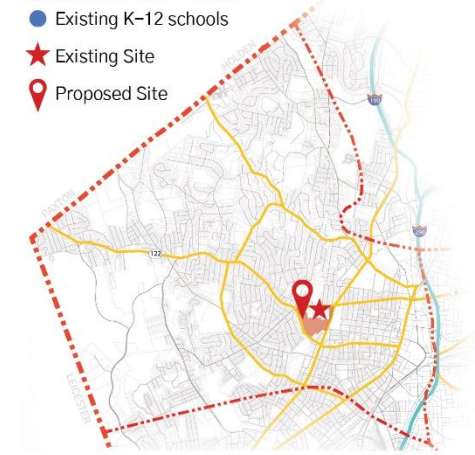 Existing K-12 schools
Existing Site
Proposed Site
HOLDEN
190
PAXTON
290
122
LEICESTER